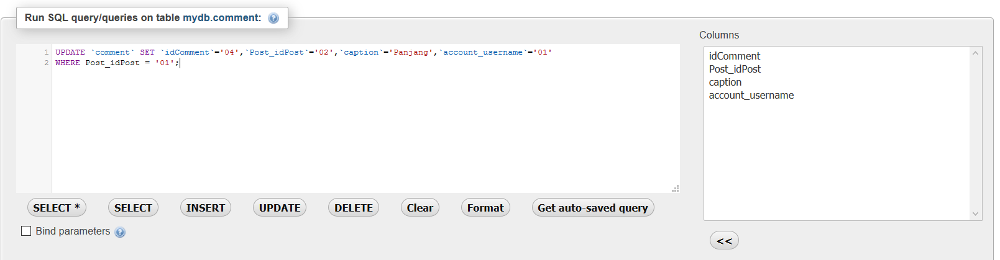 Run SQL query/queries on table mydb.comment:
1 UPDATE `comment` SET `idComment`='04',`Post_idPost`='02',`caption`='Panjang',`account_username`='01'
2 WHERE Post_idPost = '01';
SELECT * SELECT INSERT UPDATE DELETE Clear Format Get auto-saved query
Bind parameters
Columns
idComment
Post_idPost
caption
account_username
<<